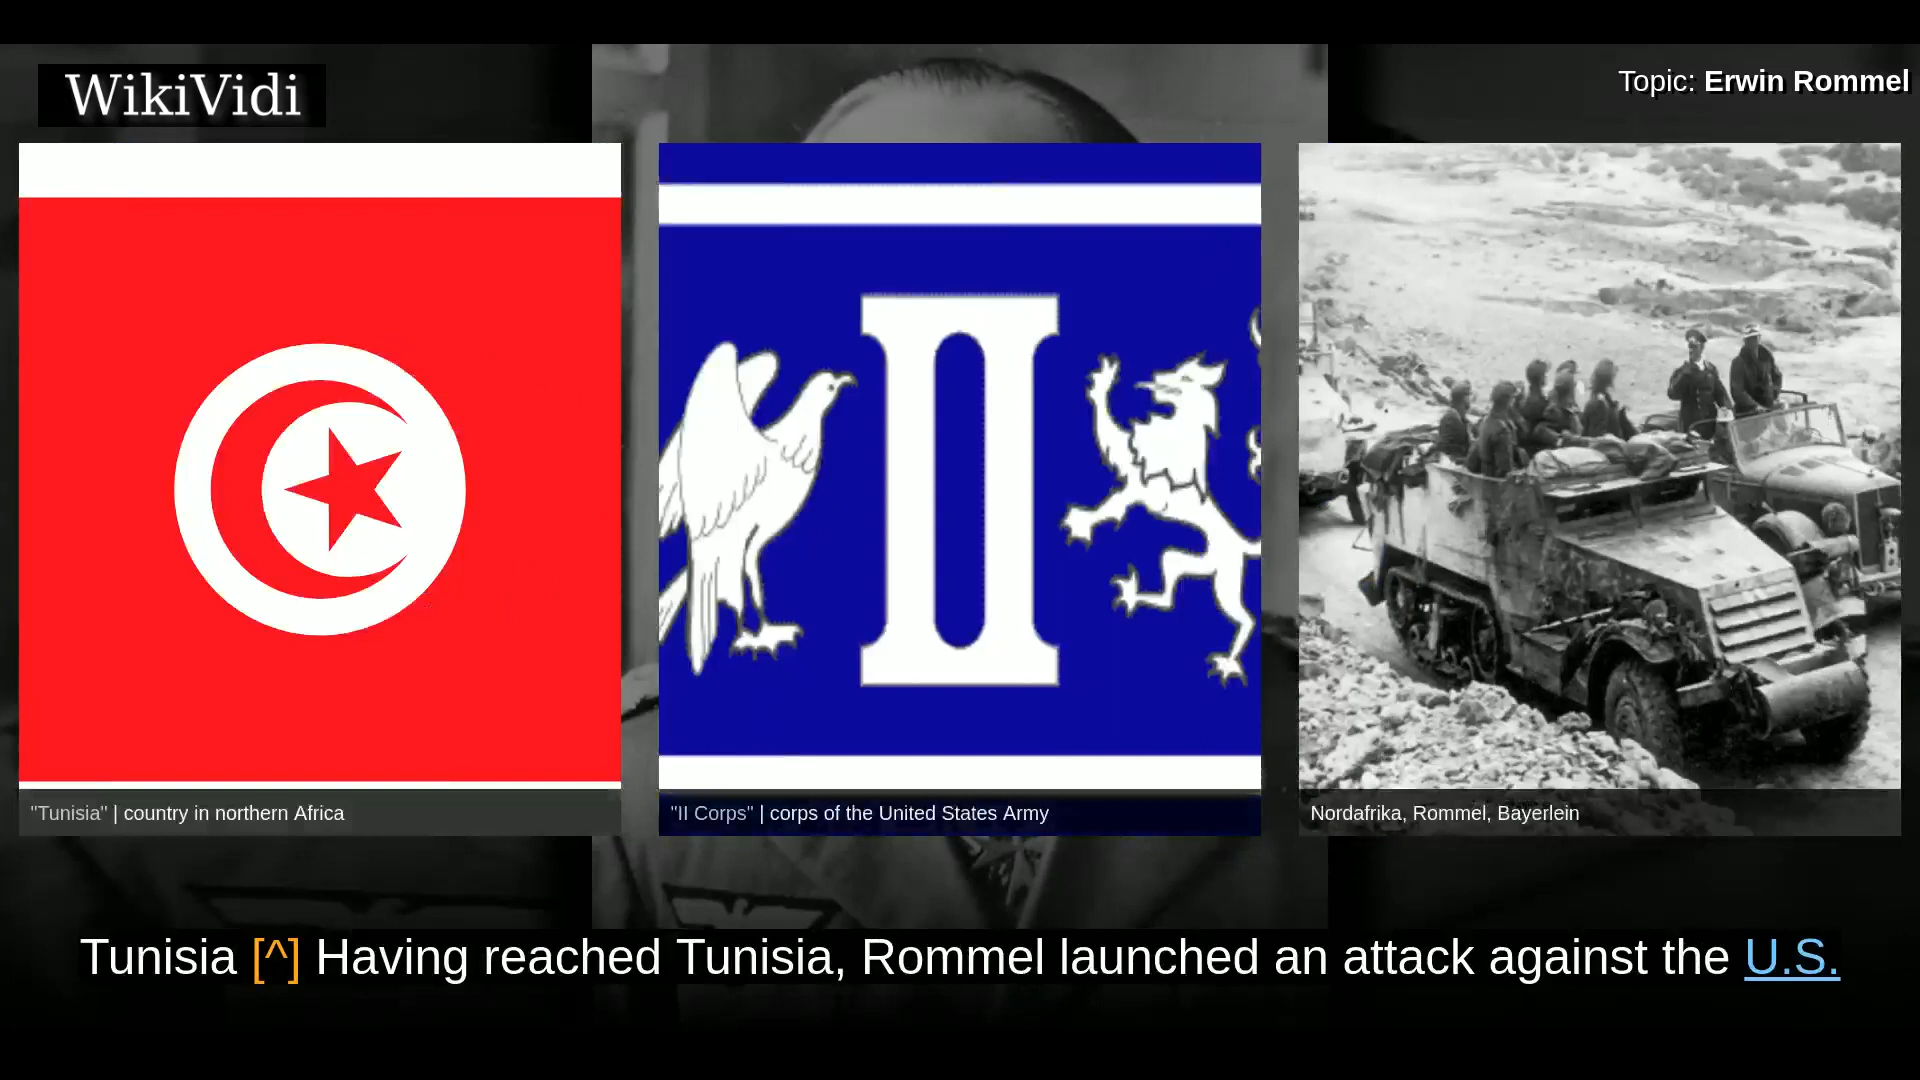 WikiVidi
Topic: Erwin Rommel
II
"Tunisia" | country in northern Africa
"II Corps" | corps of the United States Army
Nordafrika, Rommel, Bayerlein
Tunisia [^] Having reached Tunisia, Rommel launched an attack against the U.S.